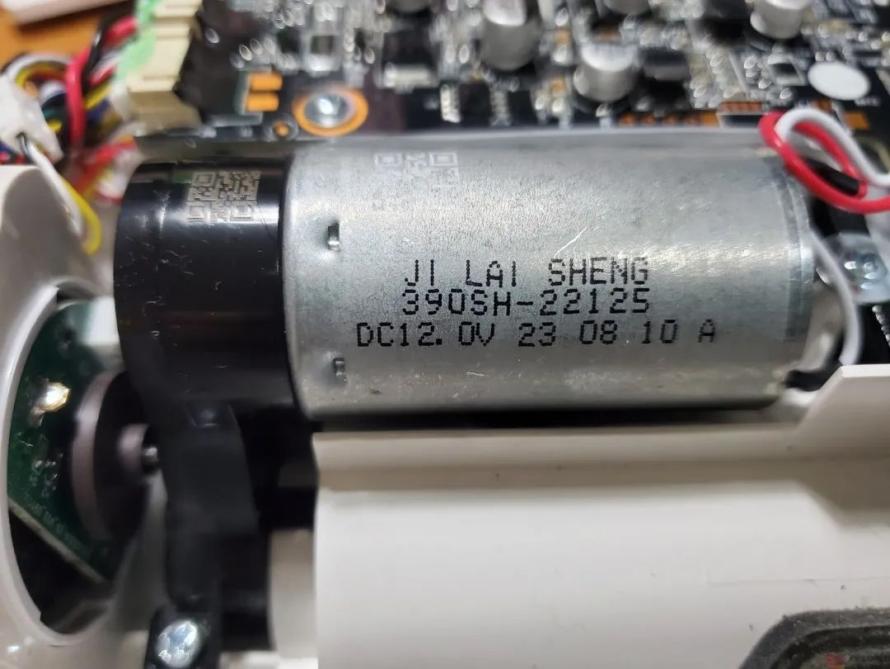 JI LAI SHENG
390SH-22125
DC12.0V 23 08 10 A